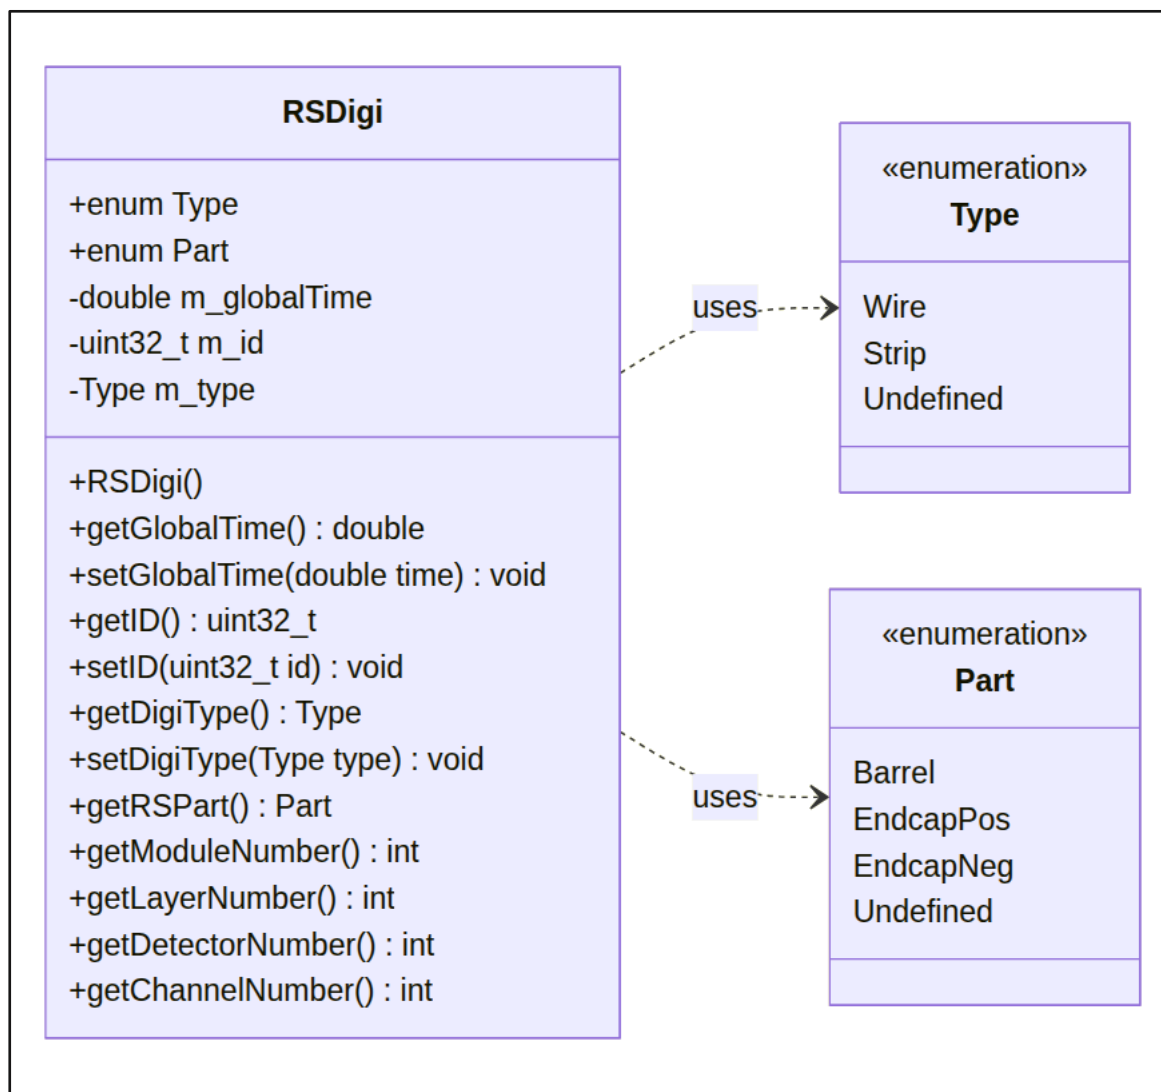 RSDigi
+enum Type
+enum Part
-double m_globalTime
-uint32_t m_id
-Type m_type
+RSDigi()
+getGlobalTime() : double
+setGlobalTime(double time) : void
+getID() : uint32_t
+setID(uint32_t id) : void
+getDigiType() : Type
+setDigiType(Type type) : void
+getRSPart() : Part
+getModuleNumber() : int
+getLayerNumber() : int
+getDetectorNumber() : int
+getChannelNumber() : int
uses
«enumeration»
Type
Wire
Strip
Undefined
uses
«enumeration»
Part
Barrel
EndcapPos
EndcapNeg
Undefined